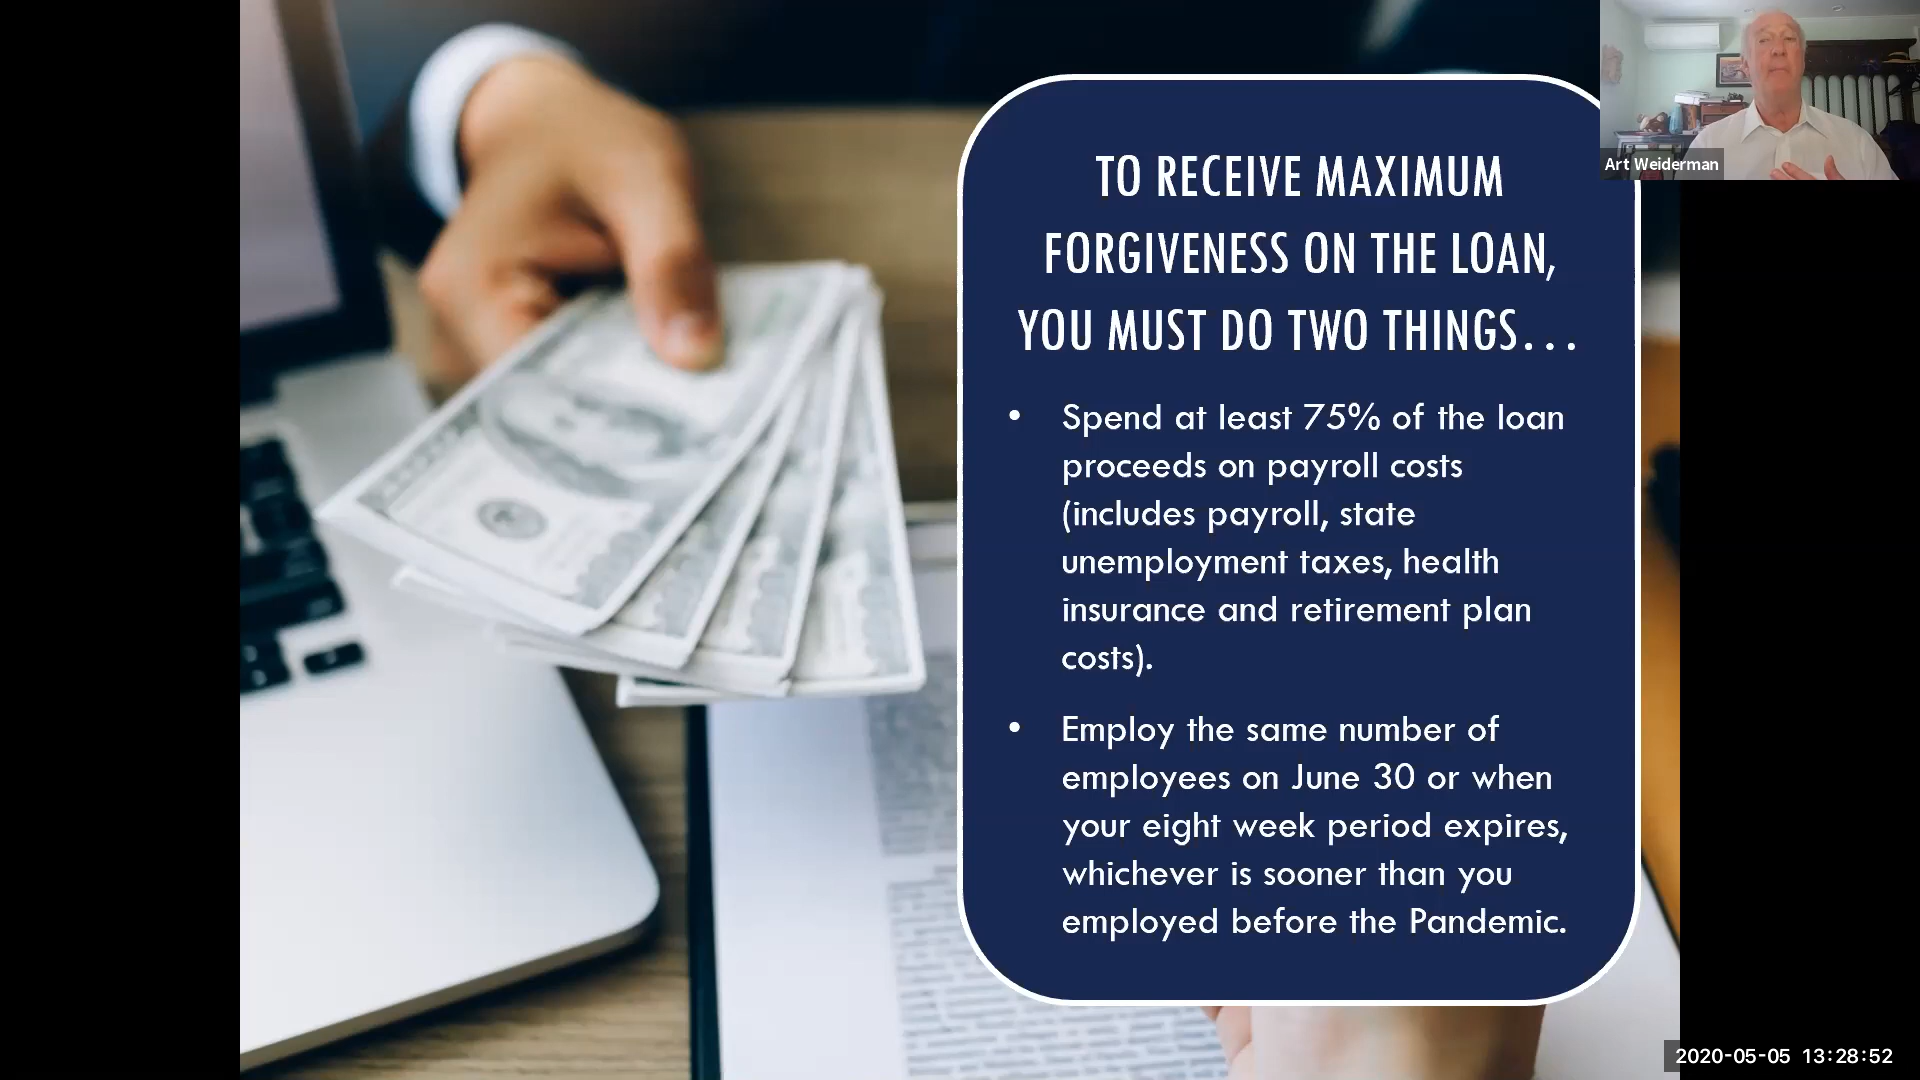 TO RECEIVE MAXIMUM
FORGIVENESS ON THE LOAN,
YOU MUST DO TWO THINGS...
• Spend at least 75% of the loan
proceeds on payroll costs
(includes payroll, state
unemployment taxes, health
insurance and retirement plan
costs).
• Employ the same number of
employees on June 30 or when
your eight week period expires,
whichever is sooner than you
employed before the Pandemic.
Art Weiderman
2020-05-05 13:28:52